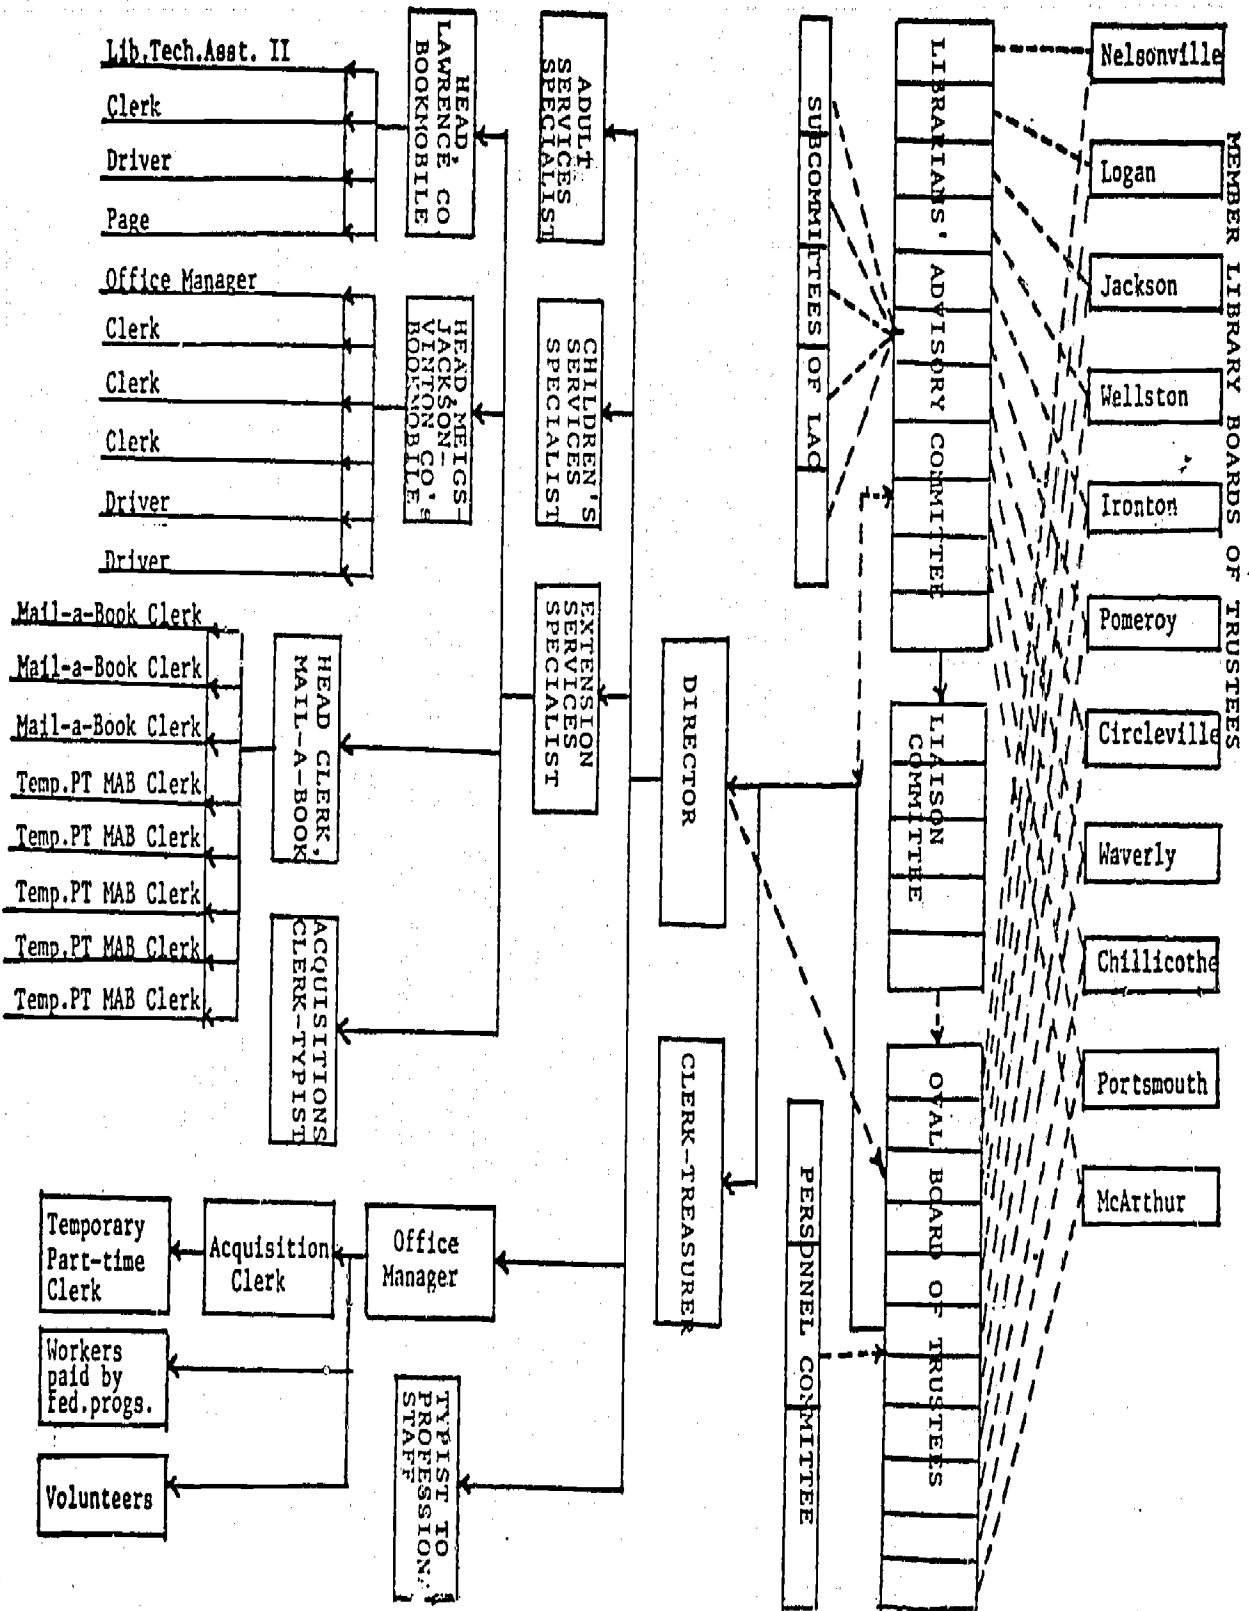 MEMBER LIBRARY BOARDS OF TRUSTEES
Nelsonville
Logan
Jackson
Wellston
Ironton
Pomeroy
Circleville
Waverly
Chillicothe
Portsmouth
McArthur
LIBRARIANS' ADVISORY COMMITTEE
LIAISON
COMMITTEE
OVAL BOARD OF TRUSTEES
SUBCOMMITTEES OF LAC
PERSONNEL COMMITTEE
DIRECTOR
CLERK-TREASURER
ADULT
SERVICES
SPECIALIST
CHILDREN'S
SERVICES
SPECIALIST
EXTENSION
SERVICES
SPECIALIST
Office
Manager
TYPIST TO
PROFESSION.
STAFF
HEAD,
LAWRENCE CO.
BOOKMOBILE
HEAD,MEIGS-
JACKSON-
VINTON CO'S
BOOKMOBILE
HEAD CLERK,
MAIL-A-BOOK
ACQUISITIONS
CLERK-TYPIST
Acquisition
Clerk
Temporary
Part-time
Clerk
Workers
paid by
fed.progs.
Volunteers
Lib.Tech.Asst. II
Clerk
Driver
Page
Office Manager
Clerk
Clerk
Clerk
Driver
Driver
Mail-a-Book Clerk
Mail-a-Book Clerk
Mail-a-Book Clerk
Temp.PT MAB Clerk
Temp.PT MAB Clerk
Temp.PT MAB Clerk
Temp.PT MAB Clerk
Temp.PT MAB Clerk